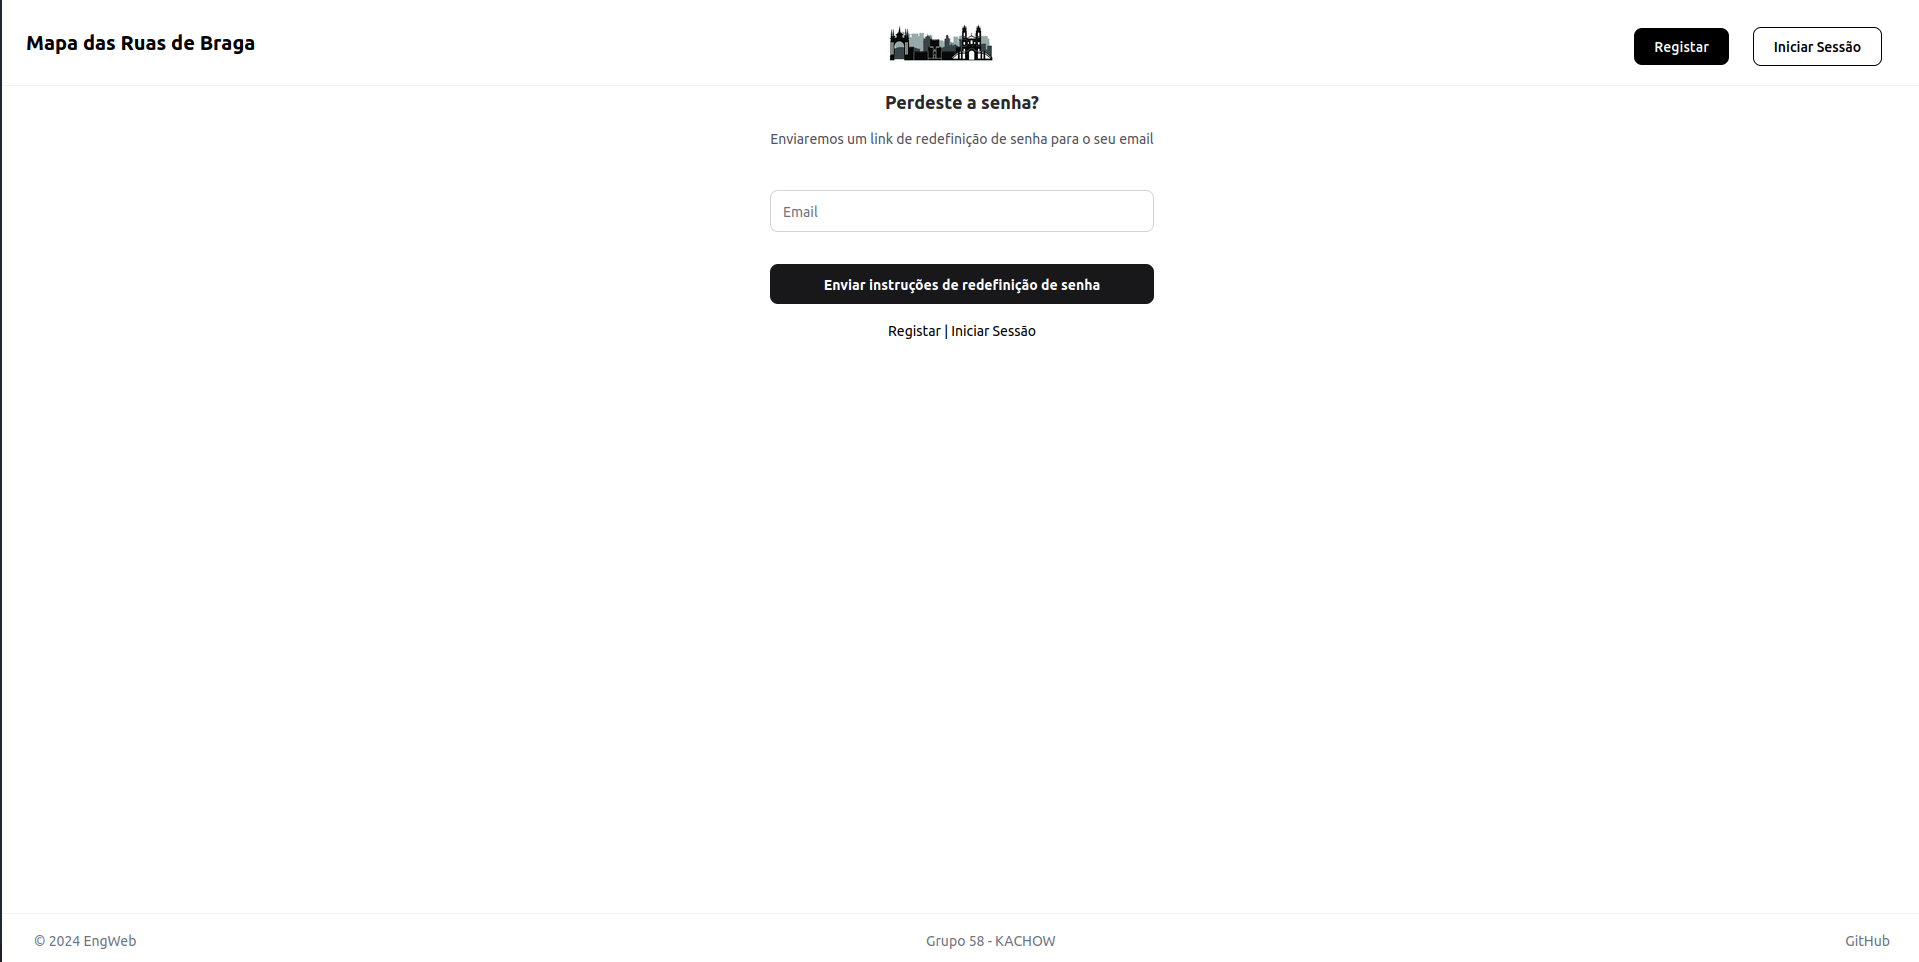 Mapa das Ruas de Braga
Registar
Iniciar Sessão
Perdeste a senha?
Enviaremos um link de redefinição de senha para o seu email
Email
Enviar instruções de redefinição de senha
Registar | Iniciar Sessão
© 2024 EngWeb
Grupo 58 - KACHOW
GitHub